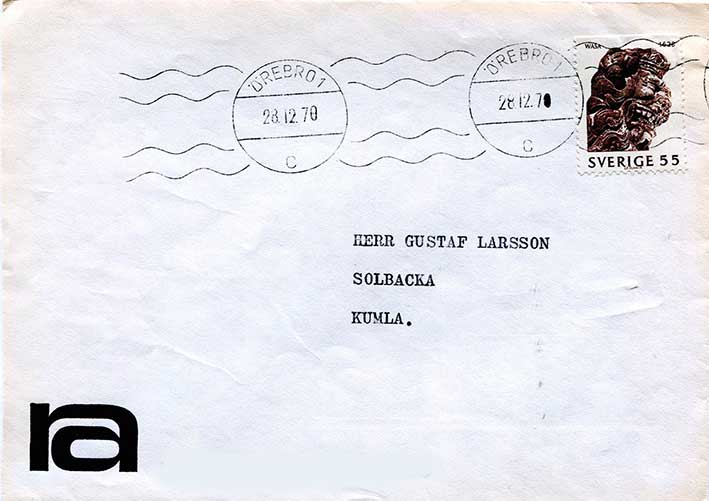 ÖREBRO 1
28.12.70
C
ÖREBRO 1
28.12.70
C
WASA 1628
SVERIGE 55
HERR GUSTAF LARSSON
SOLBACKA
KUMLA.
ra